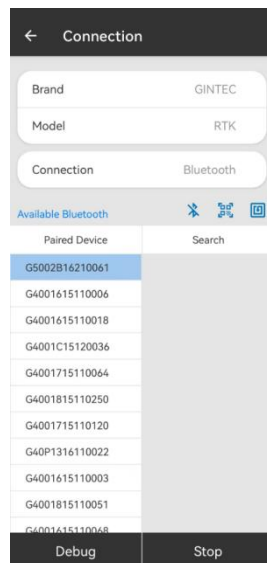 Connection
Brand GINTEC
Model RTK
Connection Bluetooth
Available Bluetooth
Paired Device Search
G5002B16210061
G4001615110006
G4001615110018
G4001C15120036
G4001715110064
G4001815110250
G4001715110120
G40P1316110022
G4001615110003
G4001815110051
G4001615110068
Debug Stop